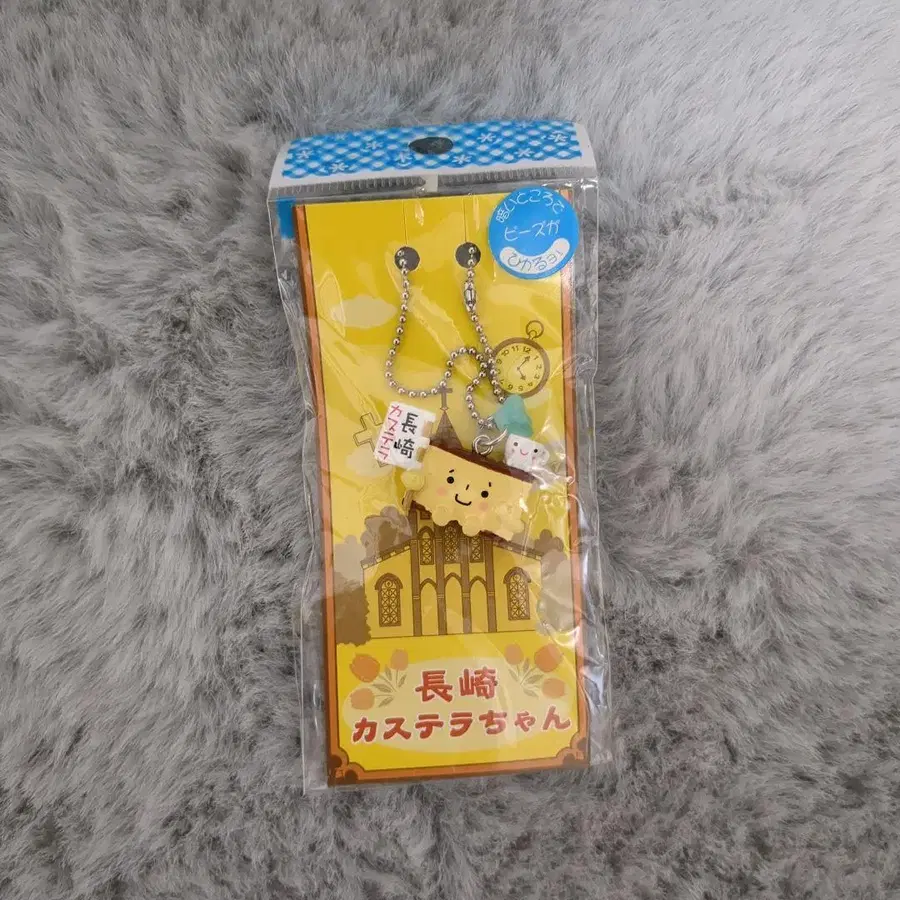 暗いところで
ビーズが
ひかるヨ!
長崎
カステラ
長崎
カステラちゃん